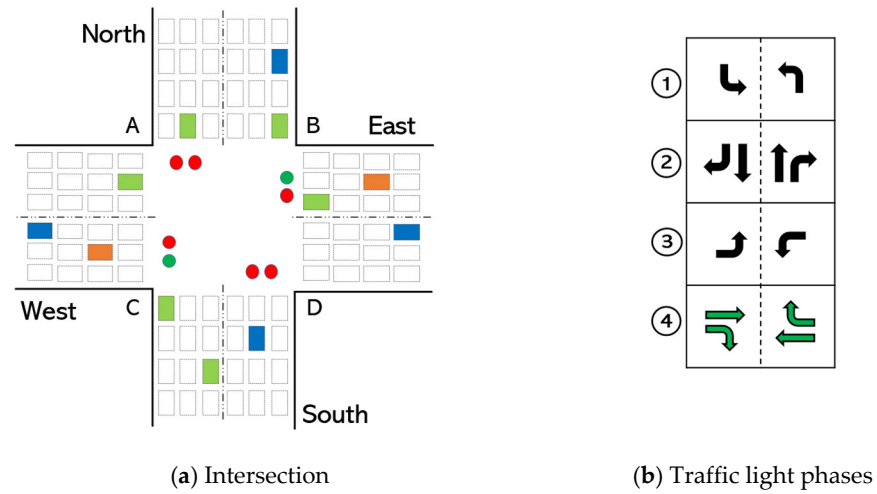 North
A
B
East
West
C
D
South
①
②
③
④
(a) Intersection
(b) Traffic light phases